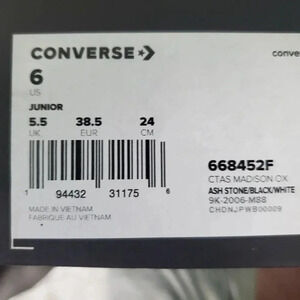 CONVERSE
conve
6
US
JUNIOR
5.5 38.5 24
UK EUR CM
668452F
CTAS MADISON OX
ASH STONE/BLACK/WHITE
9K-2006-M88
CHDNJPWB00009
1 94432 31175 6
MADE IN VIETNAM
FABRIQUÉ AU VIETNAM